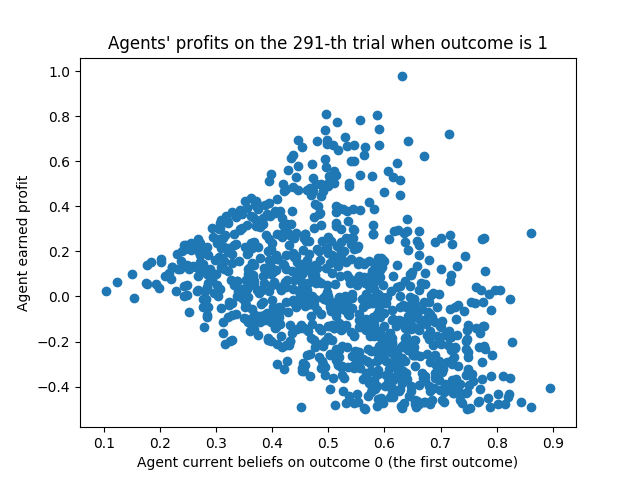 Agents' profits on the 291-th trial when outcome is 1
1.0
0.8
0.6
0.4
0.2
0.0
−0.2
−0.4
Agent earned profit
0.1 0.2 0.3 0.4 0.5 0.6 0.7 0.8 0.9
Agent current beliefs on outcome 0 (the first outcome)